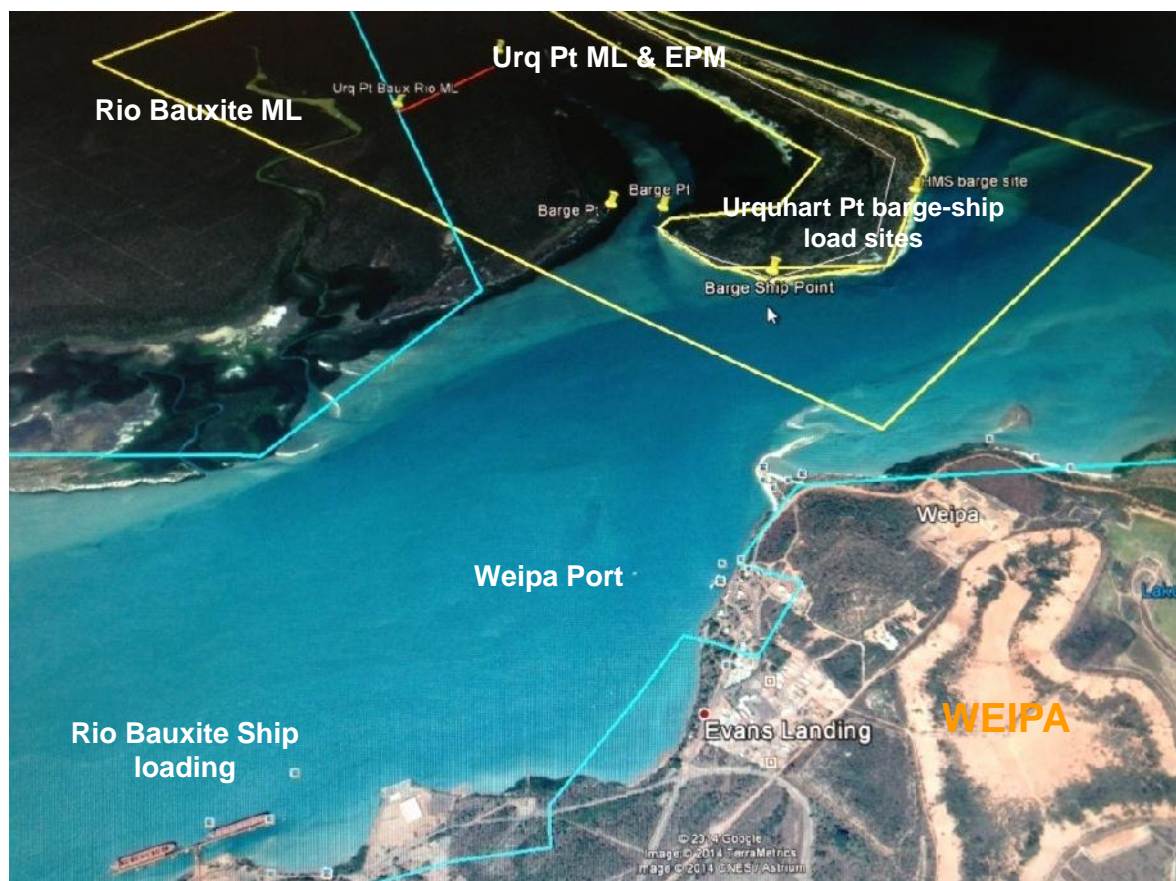 Urq Pt ML & EPM
Urq Pt Baux Rio ML
Rio Bauxite ML
HMS barge site
Barge Pt
Barge Pt
Urquhart Pt barge-ship
load sites
Barge Ship Point
Weipa
Weipa Port
Lake
WEIPA
Evans Landing
Rio Bauxite Ship
loading
© 2014 Google
Image © 2014 TerraMetrics
Image © 2014 CNES / Astrium